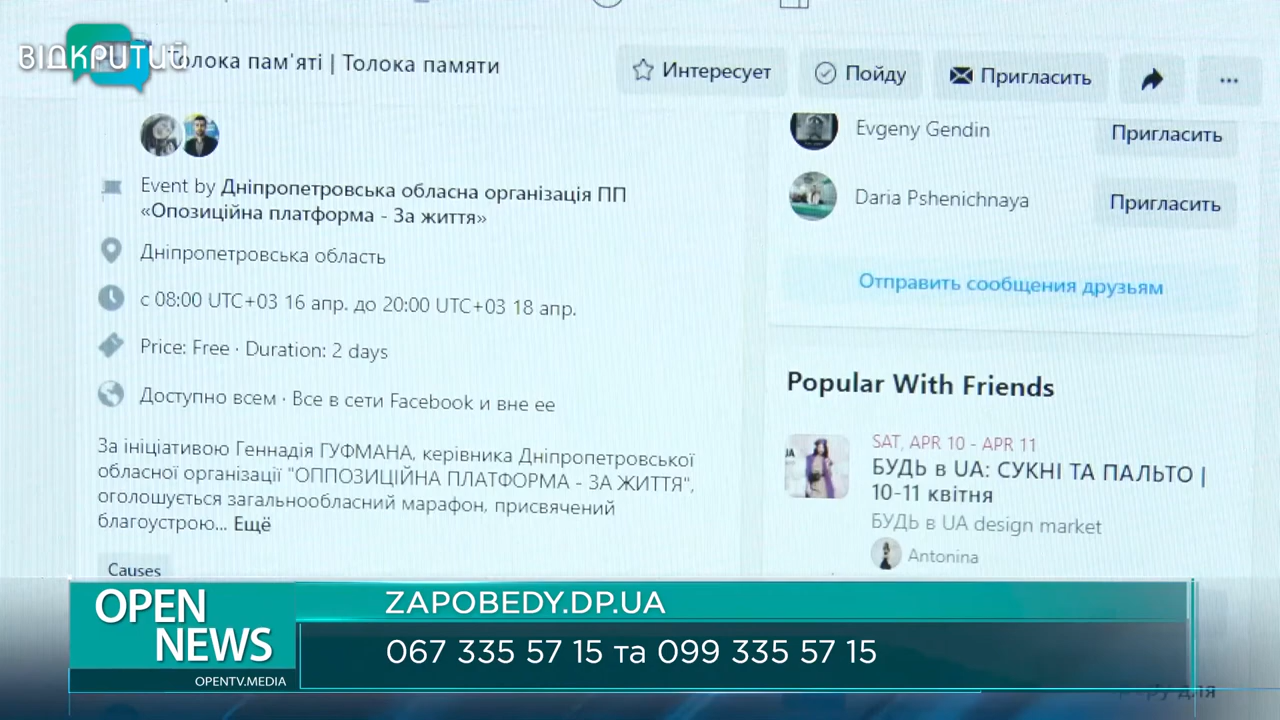 ВІДКРИТИЙ
Толока пам'яті | Толока памяти
Интересует
Пойду
Пригласить
Event by Дніпропетровська обласна організація ПП
«Опозиційна платформа - За життя»
Дніпропетровська область
с 08:00 UTC+03 16 апр. до 20:00 UTC+03 18 апр.
Price: Free · Duration: 2 days
Доступно всем · Все в сети Facebook и вне ее
За ініціативою Геннадія ГУФМАНА, керівника Дніпропетровської
обласної організації "ОППОЗИЦІЙНА ПЛАТФОРМА - ЗА ЖИТТЯ",
оголошується загальнообласний марафон, присвячений
благоустрою... Ещё
Causes
Evgeny Gendin
Пригласить
Daria Pshenichnaya
Пригласить
Отправить сообщения друзьям
Popular With Friends
SAT, APR 10 - APR 11
БУДЬ в UA: СУКНІ ТА ПАЛЬТО |
10-11 квітня
БУДЬ в UA design market
Antonina
OPEN
NEWS
OPENTV.MEDIA
ZAPOBEDY.DP.UA
067 335 57 15 та 099 335 57 15
для